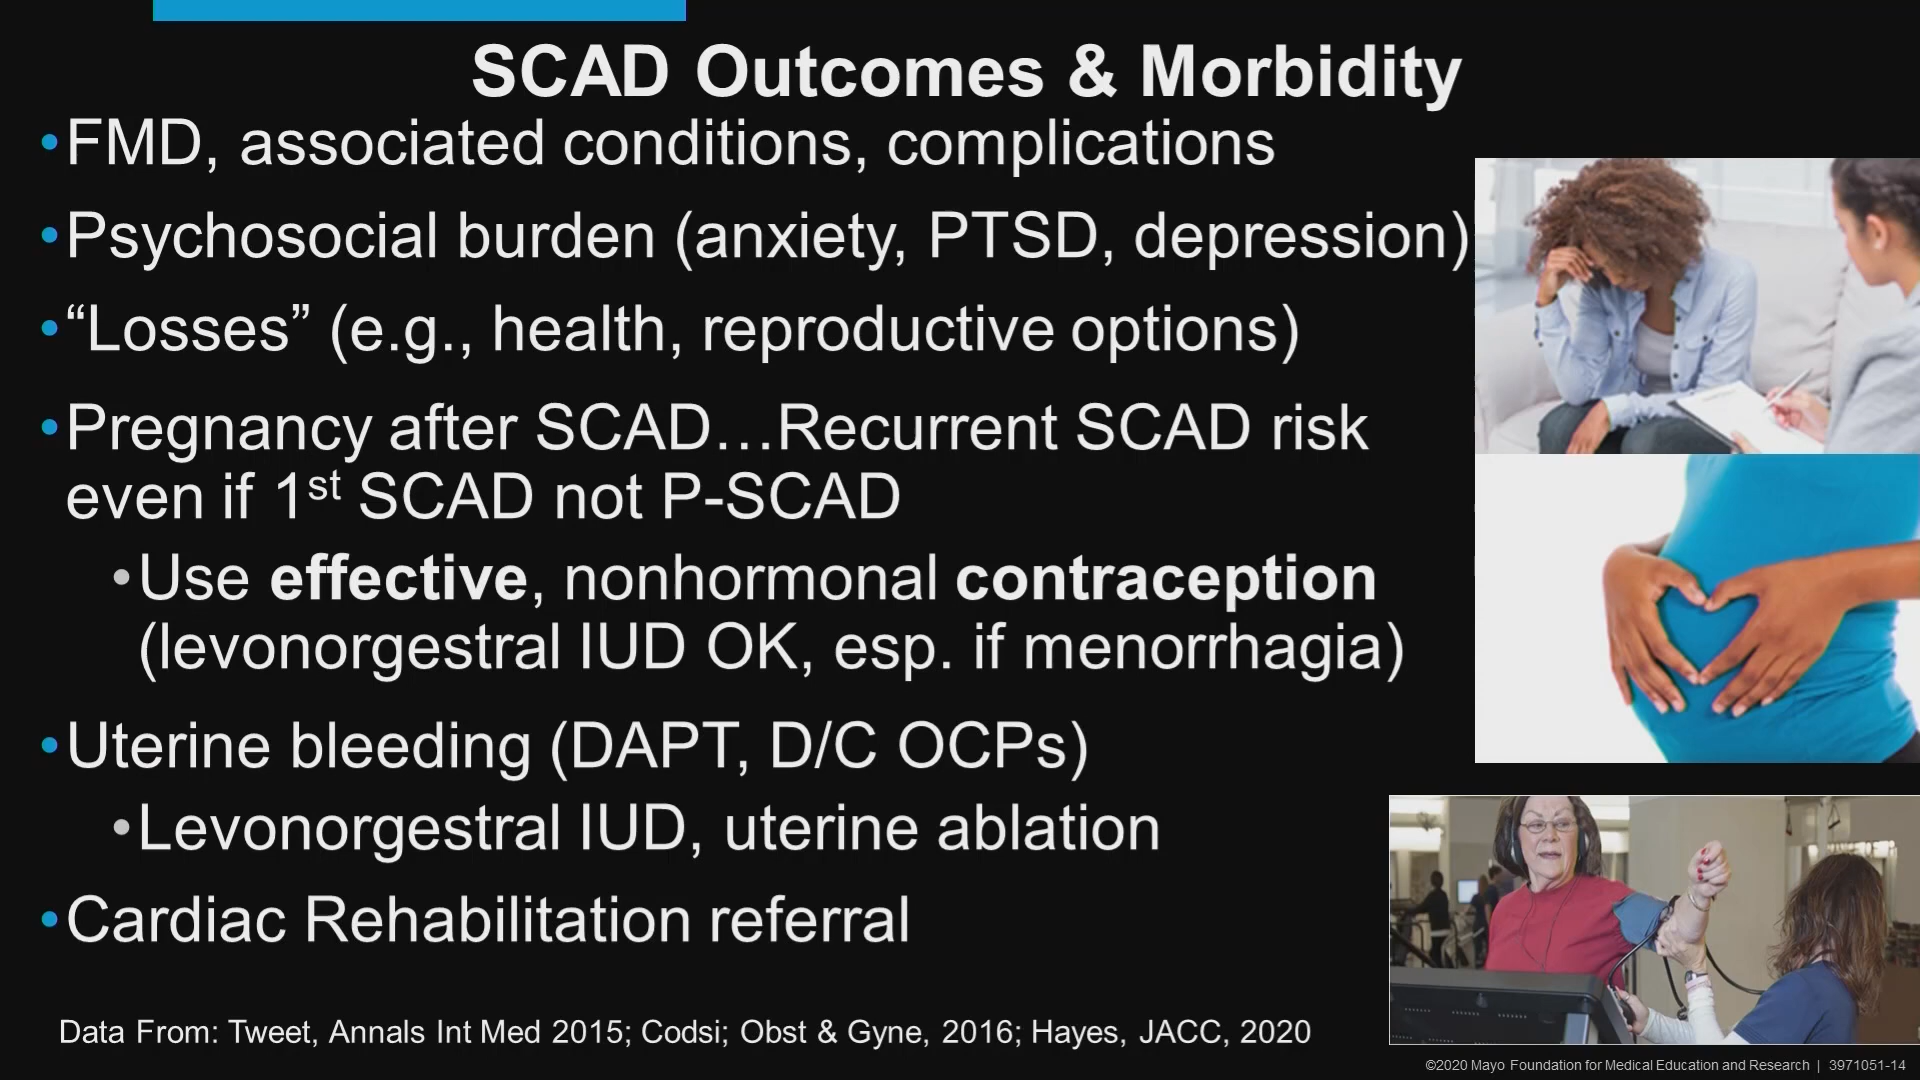 SCAD Outcomes & Morbidity
•FMD, associated conditions, complications
•Psychosocial burden (anxiety, PTSD, depression)
•“Losses” (e.g., health, reproductive options)
•Pregnancy after SCAD…Recurrent SCAD risk
even if 1st SCAD not P-SCAD
•Use effective, nonhormonal contraception
(levonorgestral IUD OK, esp. if menorrhagia)
•Uterine bleeding (DAPT, D/C OCPs)
•Levonorgestral IUD, uterine ablation
•Cardiac Rehabilitation referral
Data From: Tweet, Annals Int Med 2015; Codsi; Obst & Gyne, 2016; Hayes, JACC, 2020
©2020 Mayo Foundation for Medical Education and Research | 3971051-14